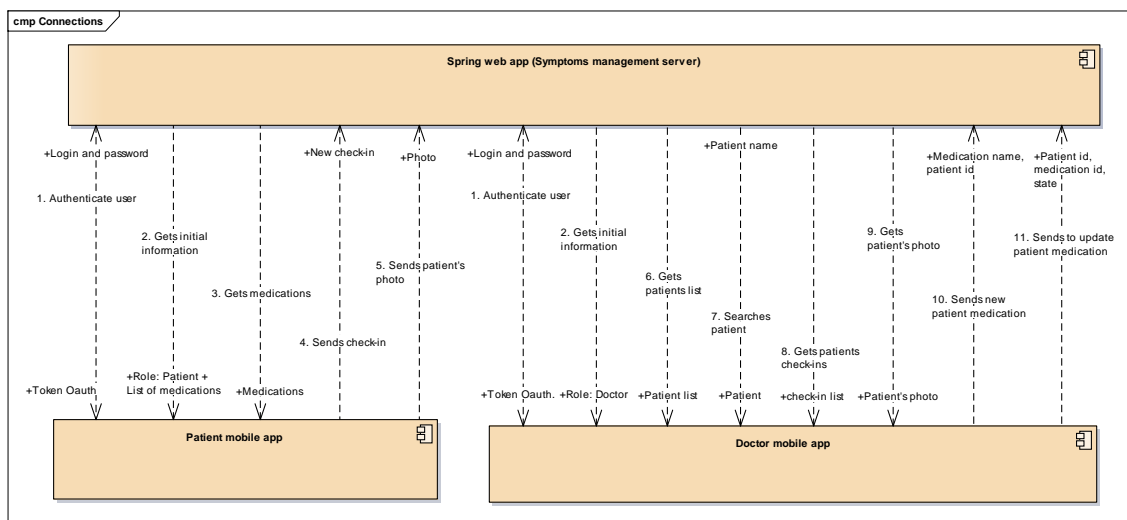 cmp Connections
Spring web app (Symptoms management server)
+Login and password
+New check-in
+Photo
+Login and password
+Patient name
+Medication name,
patient id
+Patient id,
medication id,
state
1. Authenticate user
2. Gets initial
information
3. Gets medications
4. Sends check-in
5. Sends patient's
photo
1. Authenticate user
2. Gets initial
information
6. Gets
patients list
7. Searches
patient
8. Gets patients
check-ins
9. Gets
patient's photo
10. Sends new
patient medication
11. Sends to update
patient medication
+Token Oauth
+Role: Patient +
List of medications
+Medications
+Token Oauth.
+Role: Doctor
+Patient list
+Patient
+check-in list
+Patient's photo
Patient mobile app
Doctor mobile app